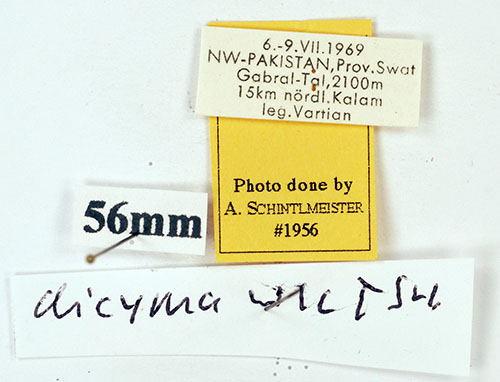 6.-9.VII.1969
NW-PAKISTAN,Prov.Swat
Gabral-Tal,2100m
15km nördl.Kalam
leg.Vartian
Photo done by
A. SCHINTLMEISTER
#1956
56mm
dicyma